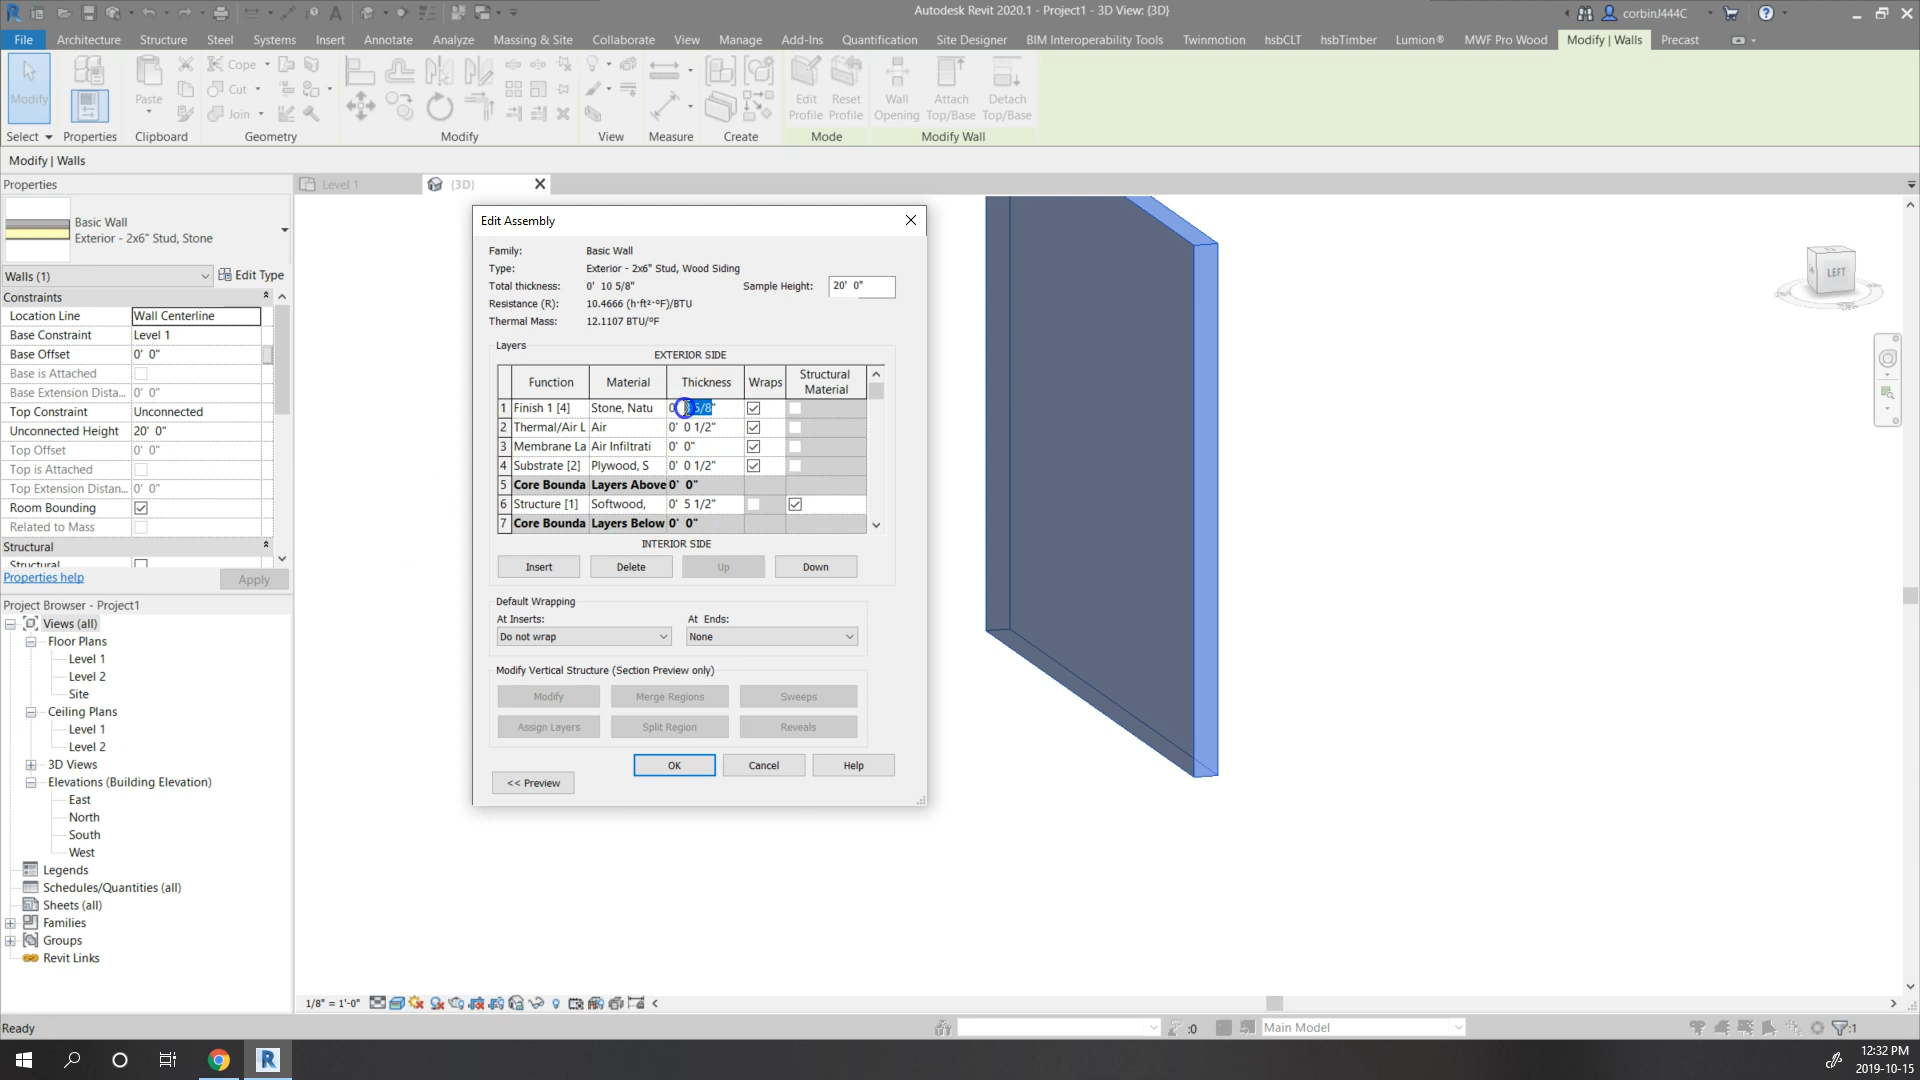 Autodesk Revit 2020.1 - Project1 - 3D View: {3D}
corbinJ444C
File Architecture Structure Steel Systems Insert Annotate Analyze Massing & Site Collaborate View Manage Add-Ins Quantification Site Designer BIM Interoperability Tools Twinmotion hsbCLT hsbTimber Lumion® MWF Pro Wood Modify | Walls Precast
Modify
Paste
Cope
Cut
Join
Edit Profile
Reset Profile
Wall Opening
Attach Top/Base
Detach Top/Base
Select Properties Clipboard Geometry Modify View Measure Create Mode Modify Wall
Modify | Walls
Properties
Level 1
{3D}
Basic Wall
Exterior - 2x6" Stud, Stone
Walls (1) Edit Type
Constraints
Location Line Wall Centerline
Base Constraint Level 1
Base Offset 0' 0"
Base is Attached
Base Extension Dista... 0' 0"
Top Constraint Unconnected
Unconnected Height 20' 0"
Top Offset 0' 0"
Top is Attached
Top Extension Distan... 0' 0"
Room Bounding
Related to Mass
Structural
Structural
Properties help Apply
Project Browser - Project1
Views (all)
Floor Plans
Level 1
Level 2
Site
Ceiling Plans
Level 1
Level 2
3D Views
Elevations (Building Elevation)
East
North
South
West
Legends
Schedules/Quantities (all)
Sheets (all)
Families
Groups
Revit Links
Edit Assembly
Family: Basic Wall
Type: Exterior - 2x6" Stud, Wood Siding
Total thickness: 0' 10 5/8" Sample Height: 20' 0"
Resistance (R): 10.4666 (h·ft²·ºF)/BTU
Thermal Mass: 12.1107 BTU/ºF
Layers
EXTERIOR SIDE
Function Material Thickness Wraps Structural Material
1 Finish 1 [4] Stone, Natu 0' 5/8"
2 Thermal/Air L Air 0' 0 1/2"
3 Membrane La Air Infiltrati 0' 0"
4 Substrate [2] Plywood, S 0' 0 1/2"
5 Core Bounda Layers Above 0' 0"
6 Structure [1] Softwood, 0' 5 1/2"
7 Core Bounda Layers Below 0' 0"
INTERIOR SIDE
Insert Delete Up Down
Default Wrapping
At Inserts: At Ends:
Do not wrap None
Modify Vertical Structure (Section Preview only)
Modify Merge Regions Sweeps
Assign Layers Split Region Reveals
OK Cancel Help
<< Preview
LEFT
1/8" = 1'-0"
Ready
:0
Main Model
:1
12:32 PM
2019-10-15